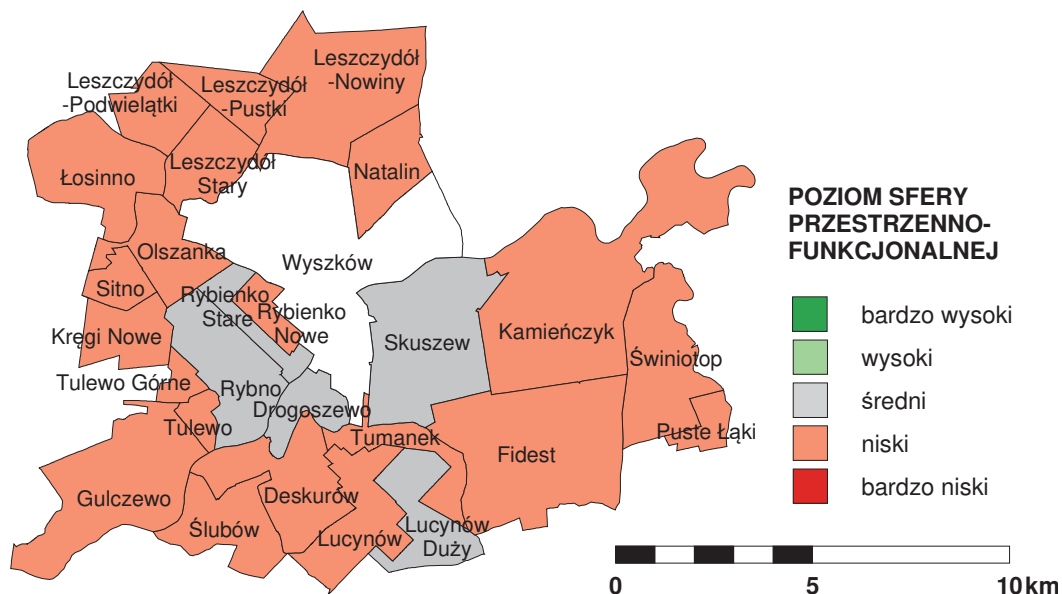 Leszczydół
-Nowiny
Leszczydół
-Podwielątki
Leszczydół
-Pustki
Leszczydół
Stary
Natalin
Łosinno
Olszanka
Wyszków
Sitno
Rybienko
Stare
Rybienko
Nowe
Kręgi Nowe
Skuszew
Kamieńczyk
Świniotop
Tulewo Górne
Rybno
Drogoszewo
Tulewo
Tumanek
Puste Łąki
Fidest
Gulczewo
Deskurów
Ślubów
Lucynów
Lucynów
Duży
POZIOM SFERY
PRZESTRZENNO-
FUNKCJONALNEJ
bardzo wysoki
wysoki
średni
niski
bardzo niski
0 5 10 km